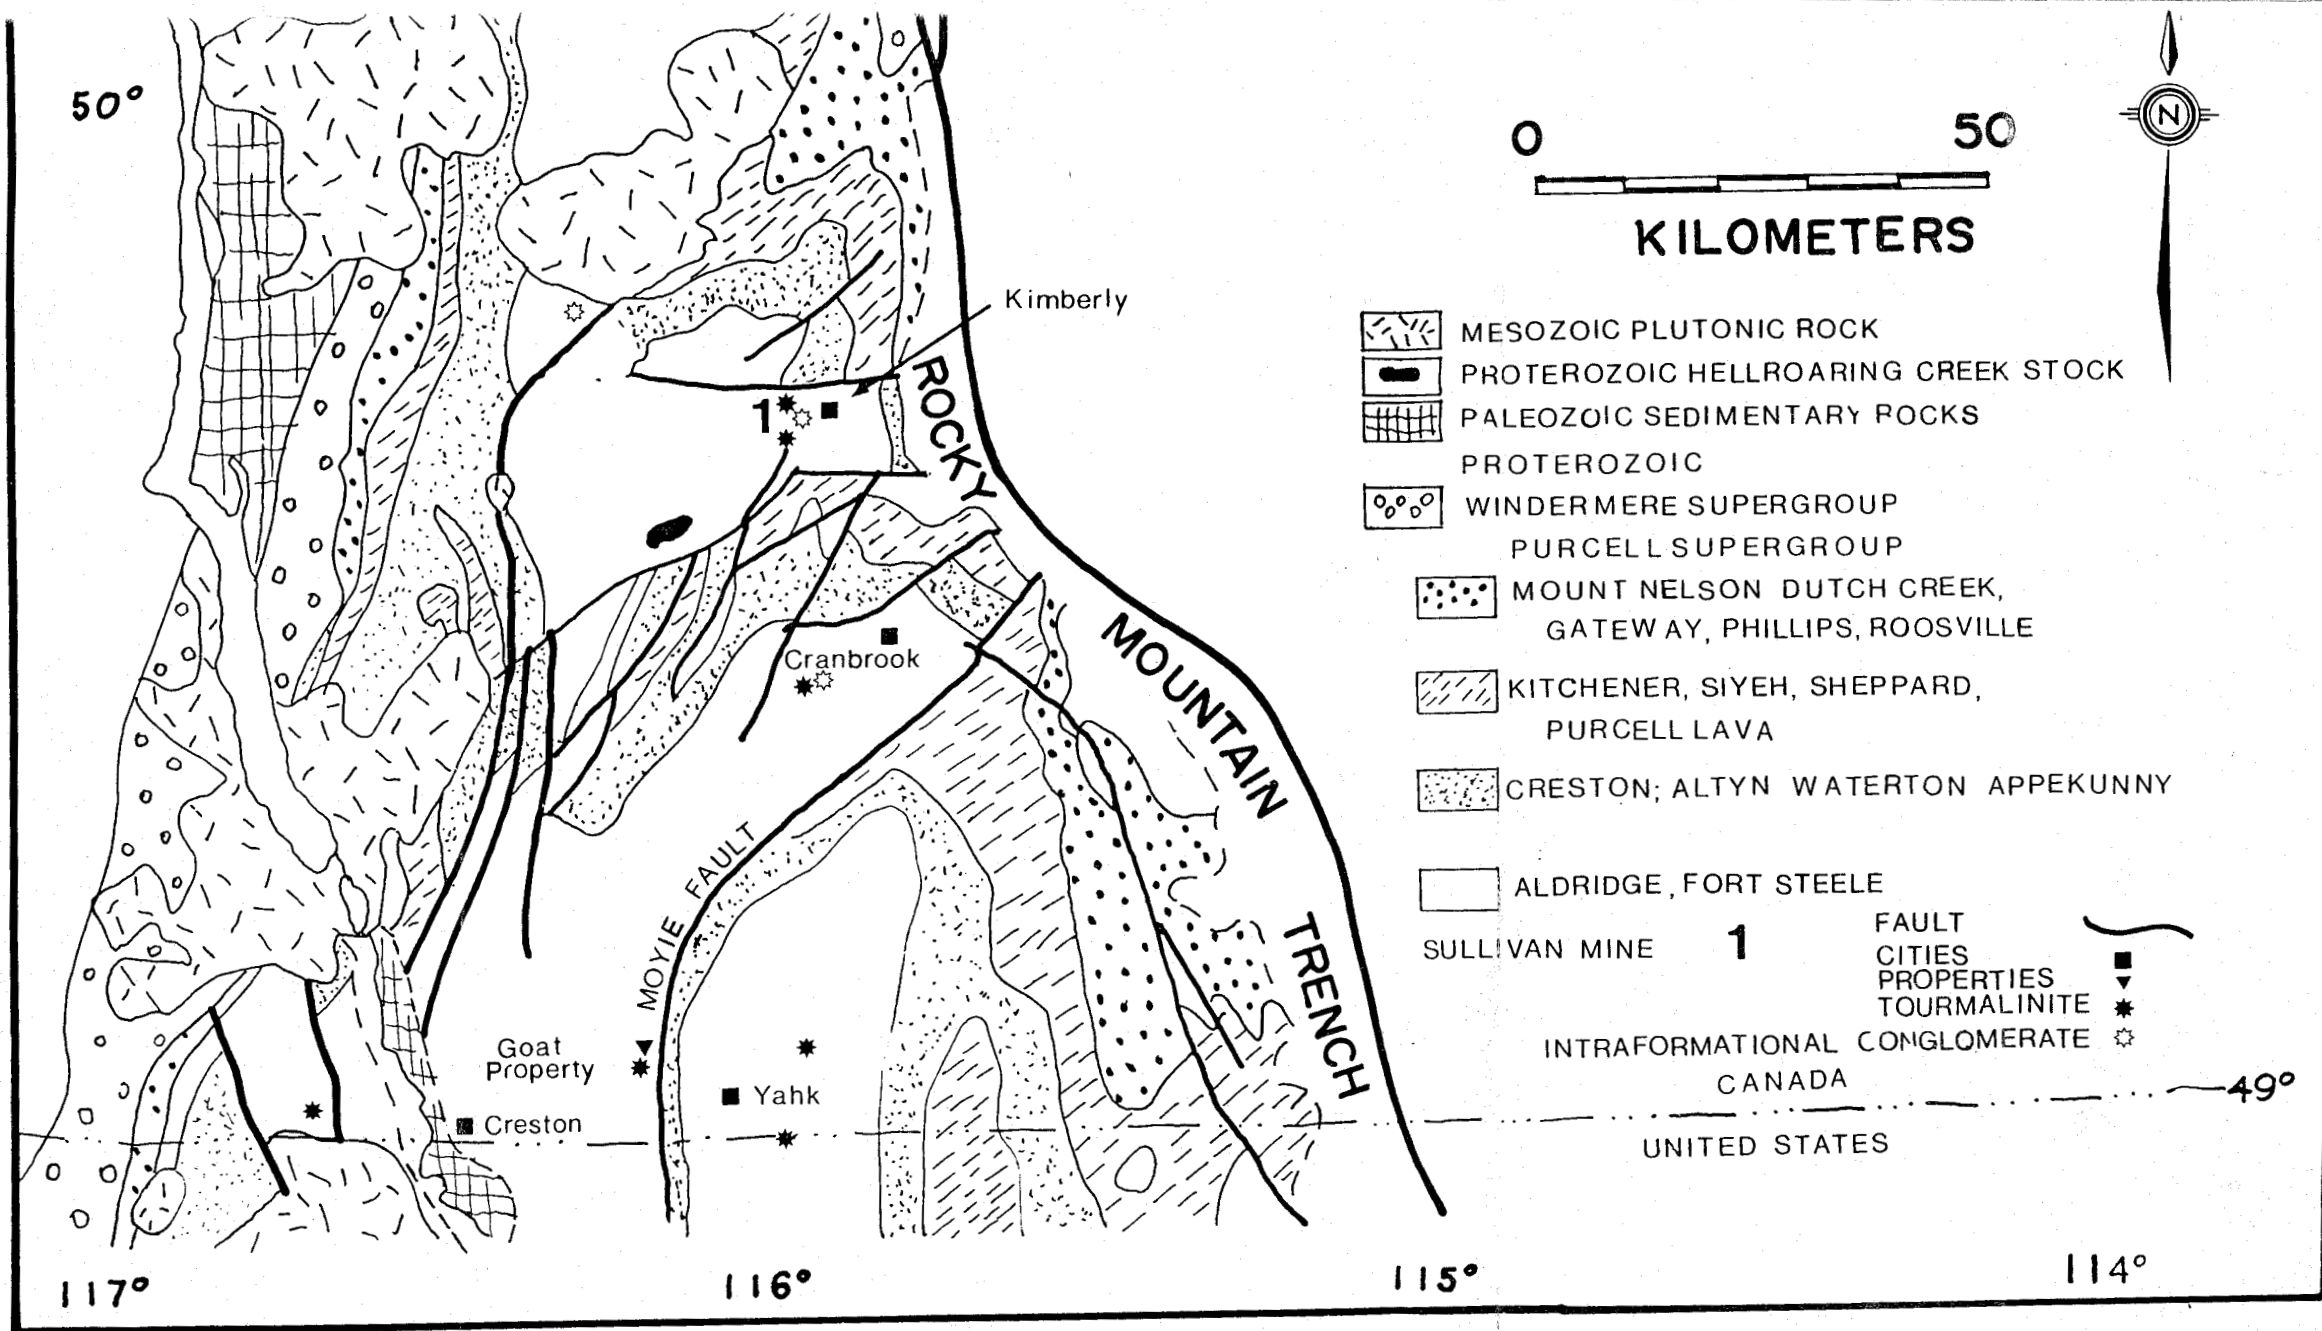 50°
0 50
N
KILOMETERS
Kimberly
MESOZOIC PLUTONIC ROCK
PROTEROZOIC HELLROARING CREEK STOCK
PALEOZOIC SEDIMENTARY ROCKS
PROTEROZOIC
WINDERMERE SUPERGROUP
PURCELL SUPERGROUP
MOUNT NELSON DUTCH CREEK,
GATEWAY, PHILLIPS, ROOSVILLE
KITCHENER, SIYEH, SHEPPARD,
PURCELL LAVA
CRESTON; ALTYN WATERTON APPEKUNNY
ALDRIDGE, FORT STEELE
SULLIVAN MINE 1
FAULT
CITIES
PROPERTIES
TOURMALINITE
INTRAFORMATIONAL CONGLOMERATE
CANADA
49°
UNITED STATES
1
ROCKY
MOUNTAIN
TRENCH
Cranbrook
MOYIE FAULT
Goat
Property
Yahk
Creston
117° 116° 115° 114°